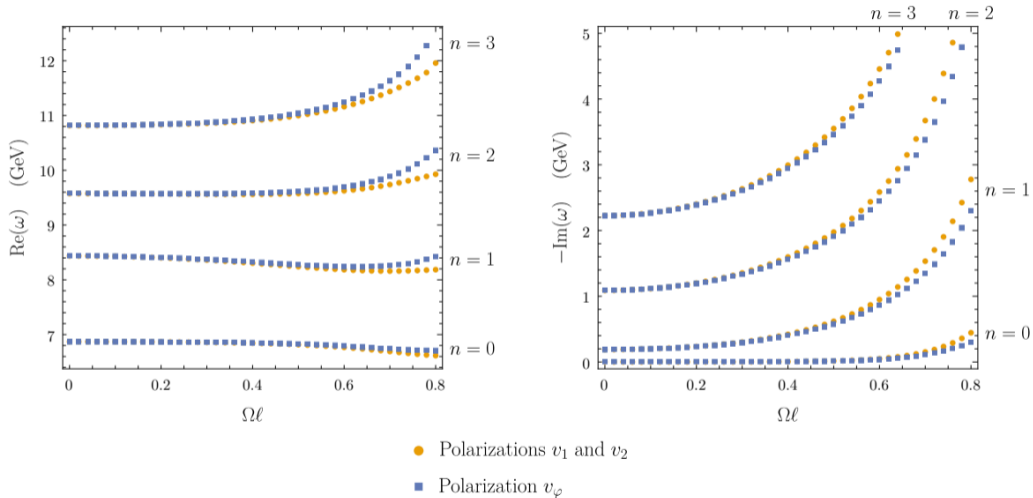 n = 3
n = 2
n = 1
n = 0
12
11
10
9
8
7
Re(ω) (GeV)
0 0.2 0.4 0.6 0.8
Ωℓ
n = 3 n = 2
n = 1
n = 0
5
4
3
2
1
0
−Im(ω) (GeV)
0 0.2 0.4 0.6 0.8
Ωℓ
Polarizations v₁ and v₂
Polarization vᵩ